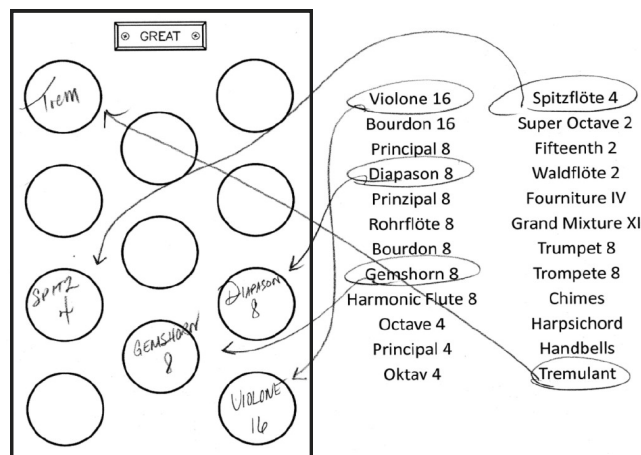 GREAT
Trem
SPITZ
4
DIAPASON
8
GEMSHORN
8
VIOLONE
16
Violone 16
Bourdon 16
Principal 8
Diapason 8
Prinzipal 8
Rohrflöte 8
Bourdon 8
Gemshorn 8
Harmonic Flute 8
Octave 4
Principal 4
Oktav 4
Spitzflöte 4
Super Octave 2
Fifteenth 2
Waldflöte 2
Fourniture IV
Grand Mixture XI
Trumpet 8
Trompete 8
Chimes
Harpsichord
Handbells
Tremulant